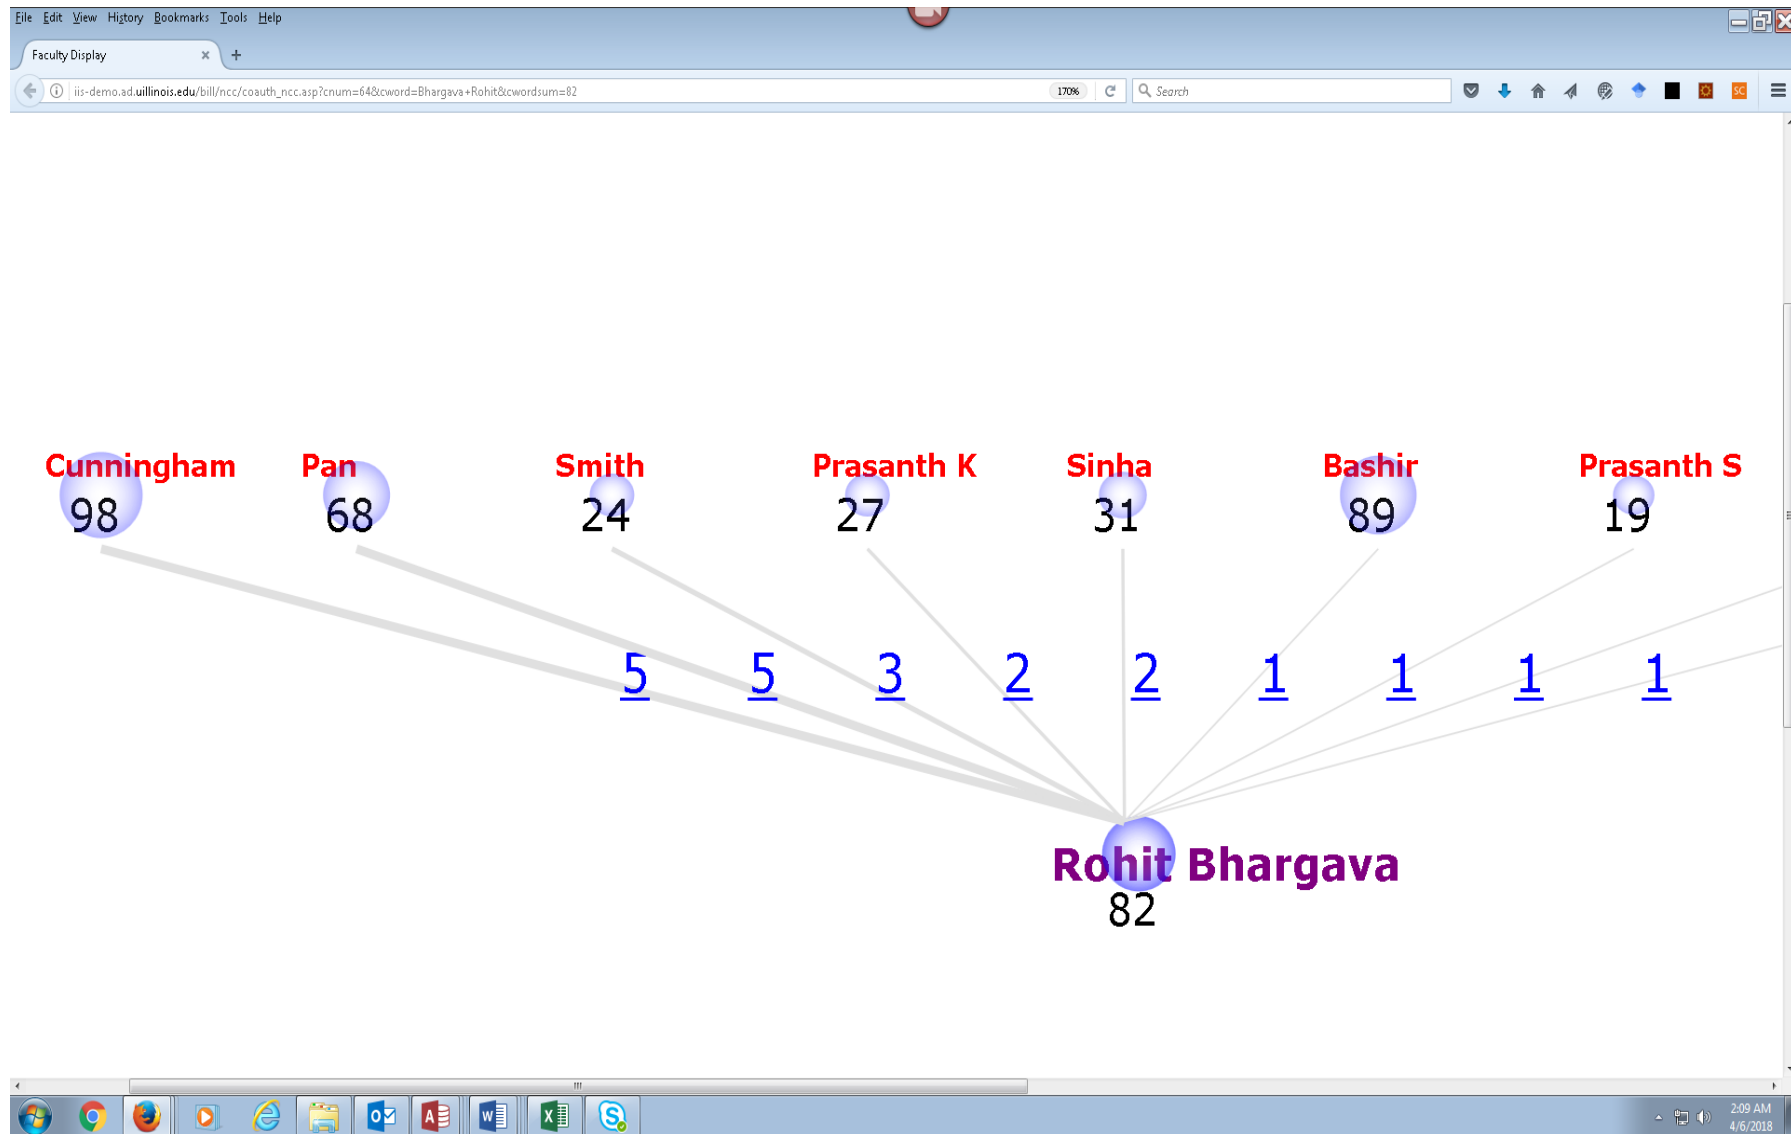 File Edit View History Bookmarks Tools Help
Faculty Display × +
iis-demo.ad.uillinois.edu/bill/ncc/coauth_ncc.asp?cnum=64&cword=Bhargava+Rohit&cwordsum=82 170% Search SC
Cunningham Pan Smith Prasanth K Sinha Bashir Prasanth S
98 68 24 27 31 89 19
5 5 3 2 2 1 1 1 1
Rohit Bhargava
82
2:09 AM
4/6/2018